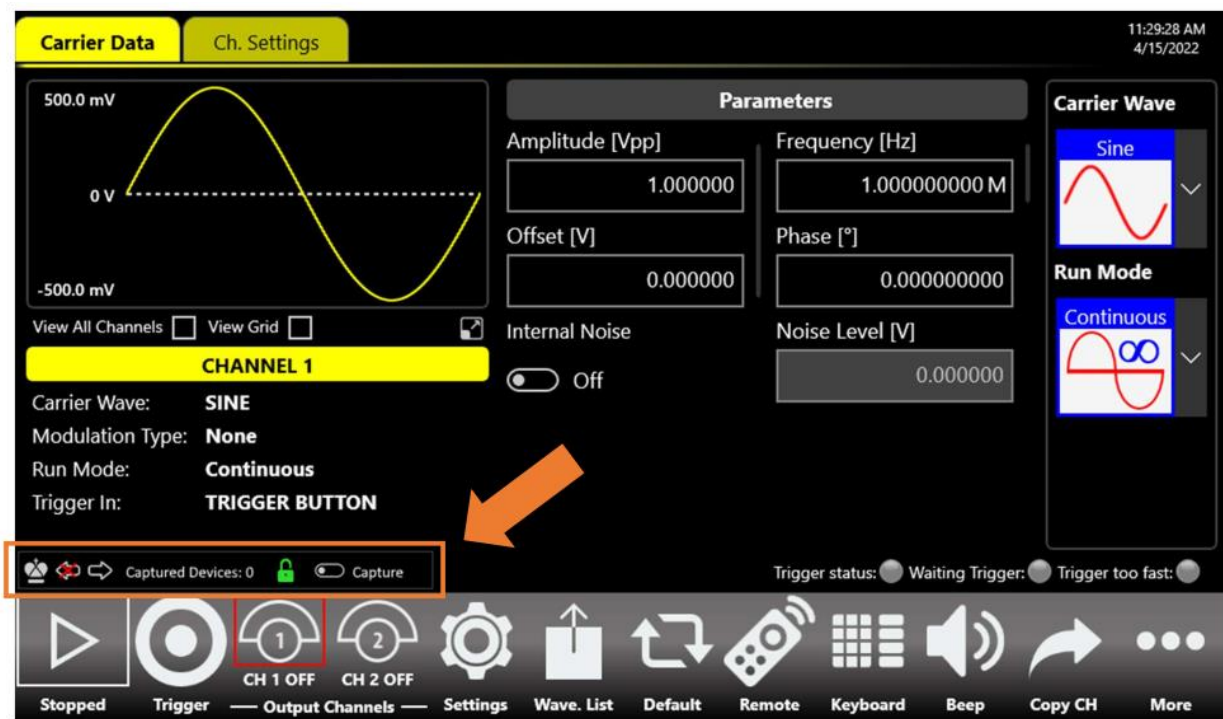 Carrier Data
Ch. Settings
11:29:28 AM
4/15/2022
500.0 mV
0 V
-500.0 mV
View All Channels
View Grid
CHANNEL 1
Carrier Wave: SINE
Modulation Type: None
Run Mode: Continuous
Trigger In: TRIGGER BUTTON
Parameters
Amplitude [Vpp]
1.000000
Frequency [Hz]
1.000000000 M
Offset [V]
0.000000
Phase [°]
0.000000000
Internal Noise
Off
Noise Level [V]
0.000000
Carrier Wave
Sine
Run Mode
Continuous
Captured Devices: 0
Capture
Trigger status:
Waiting Trigger:
Trigger too fast:
1
2
CH 1 OFF
CH 2 OFF
Stopped
Trigger
Output Channels
Settings
Wave. List
Default
Remote
Keyboard
Beep
Copy CH
More